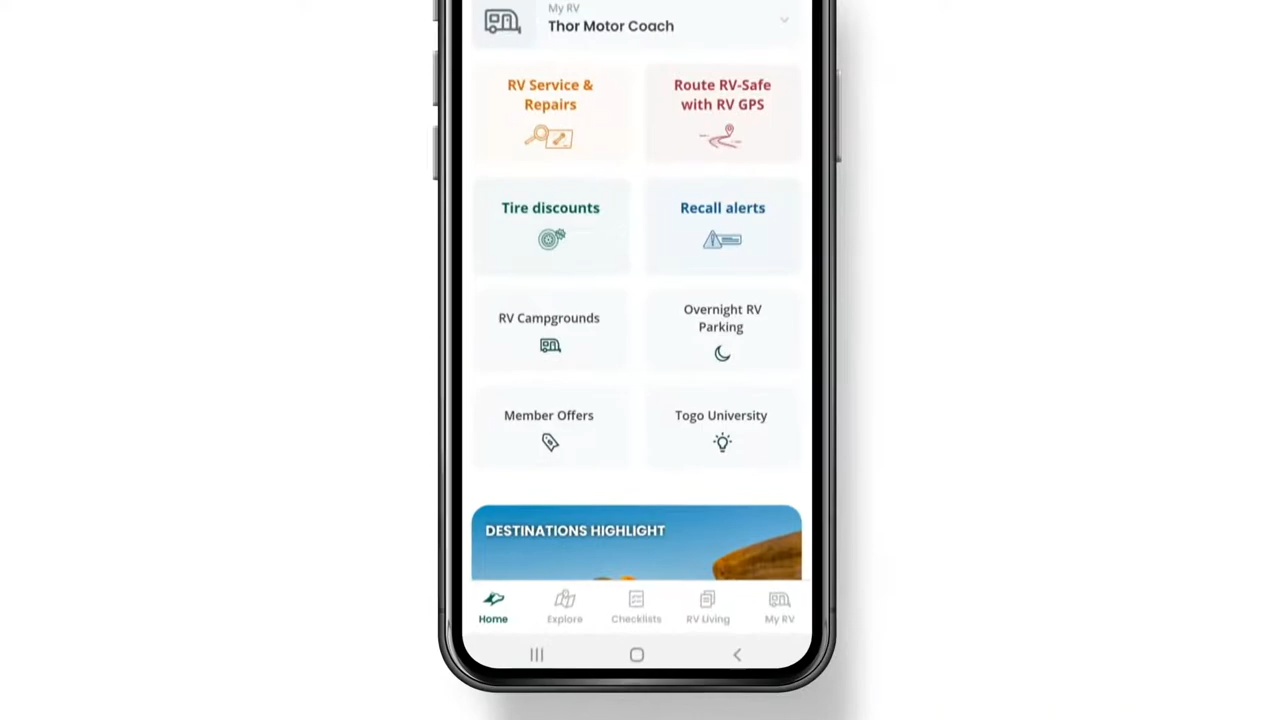 My RV
Thor Motor Coach
RV Service &
Repairs
Route RV-Safe
with RV GPS
Tire discounts
Recall alerts
RV Campgrounds
Overnight RV
Parking
Member Offers
Togo University
DESTINATIONS HIGHLIGHT
Home
Explore
Checklists
RV Living
My RV